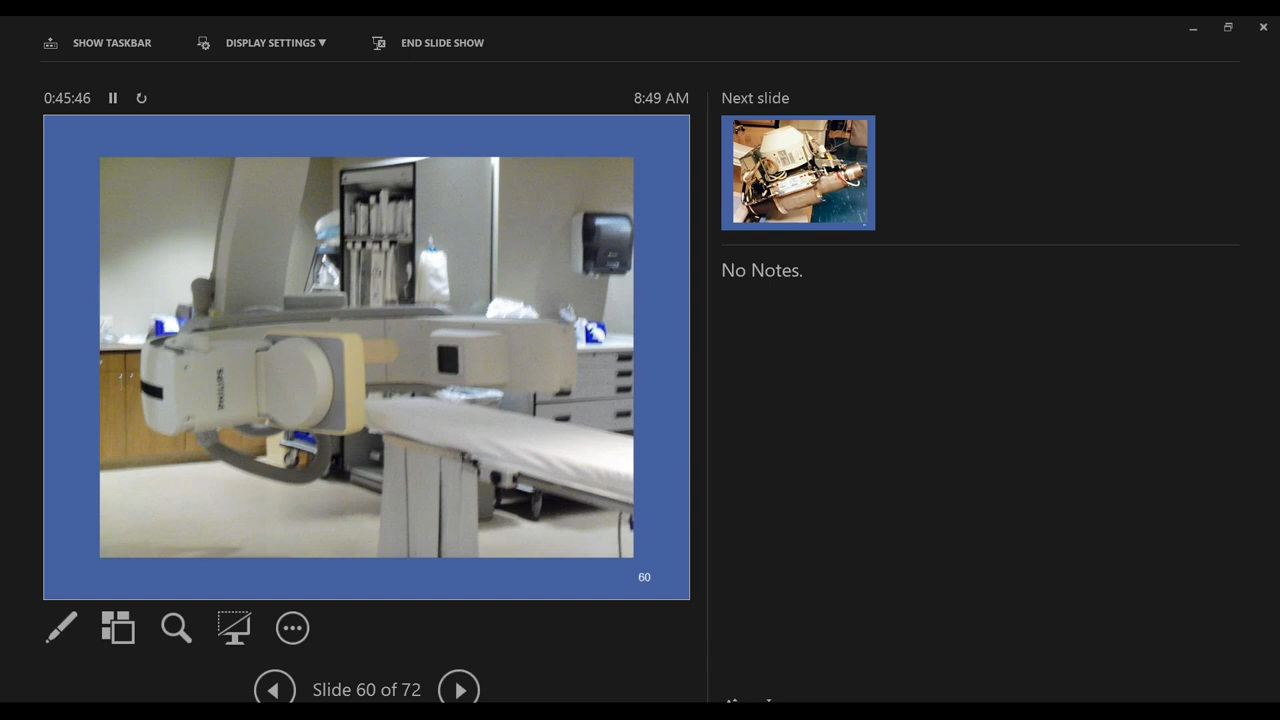 SHOW TASKBAR
DISPLAY SETTINGS ▼
END SLIDE SHOW
0:45:46
8:49 AM
Next slide
No Notes.
60
Slide 60 of 72